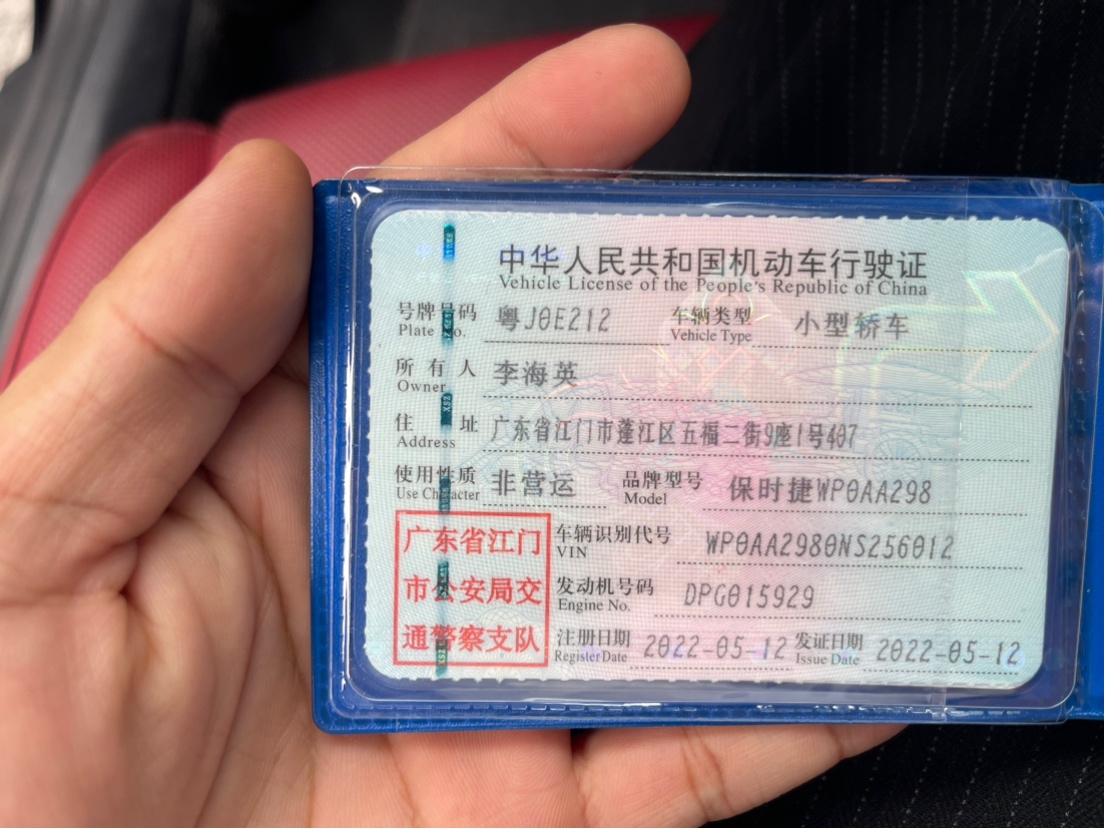 中华人民共和国机动车行驶证
Vehicle License of the People's Republic of China
号牌号码 粤J0E212 车辆类型 小型轿车
Plate No. Vehicle Type
所有人 李海英
Owner
住址 广东省江门市蓬江区五福二街9座1号407
Address
使用性质 非营运 品牌型号 保时捷WP0AA298
Use Character Model
广东省江门
市公安局交
通警察支队
车辆识别代号 WP0AA2980NS256012
VIN
发动机号码 DPG015929
Engine No.
注册日期 2022-05-12 发证日期 2022-05-12
Register Date Issue Date